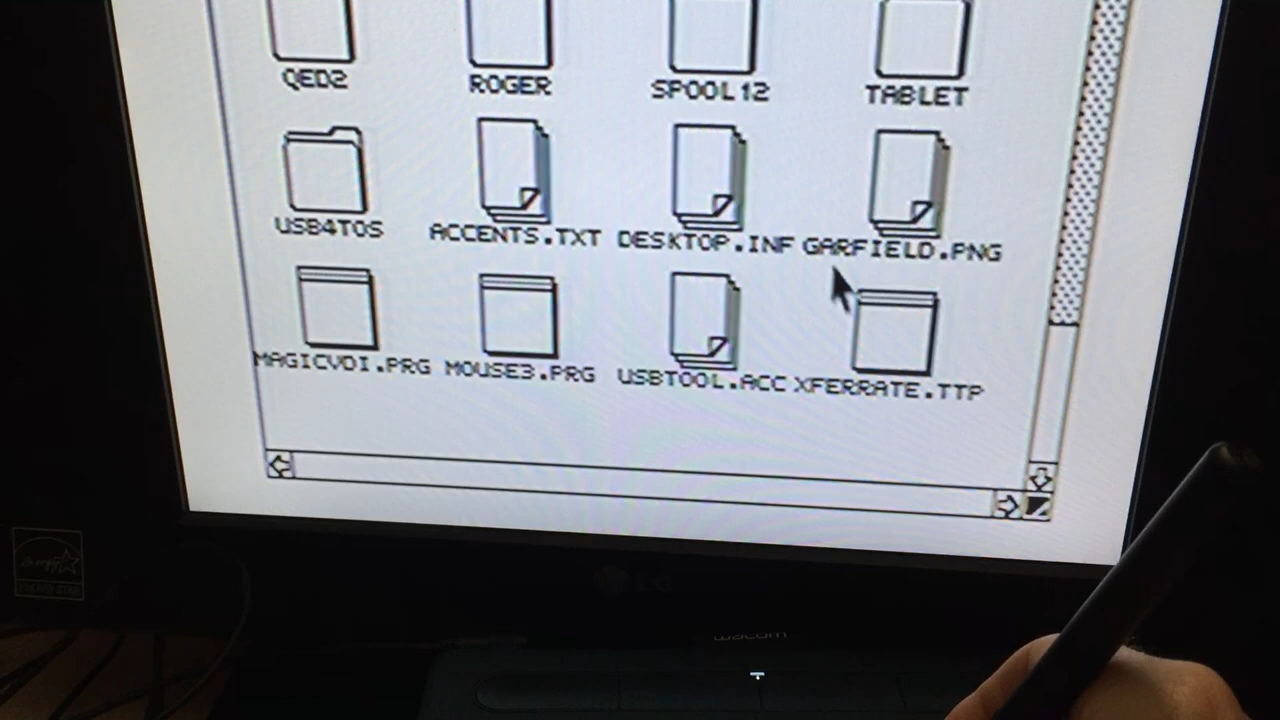 QED2 ROGER SPOOL12 TABLET
USB4TOS ACCENTS.TXT DESKTOP.INF GARFIELD.PNG
MAGICVDI.PRG MOUSE3.PRG USBTOOL.ACC XFERRATE.TTP
wacom